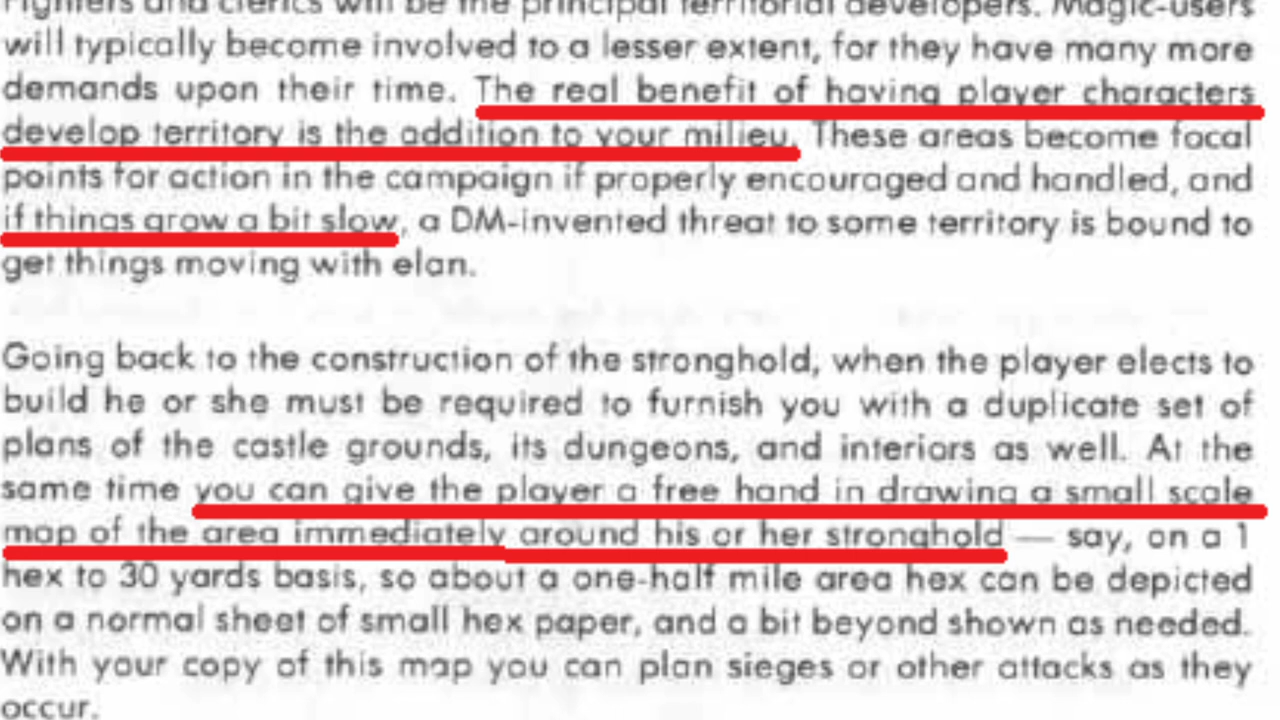 Fighters and clerics will be the principal territorial developers. Magic-users
will typically become involved to a lesser extent, for they have many more
demands upon their time. The real benefit of having player characters
develop territory is the addition to your milieu. These areas become focal
points for action in the campaign if properly encouraged and handled, and
if things grow a bit slow, a DM-invented threat to some territory is bound to
get things moving with elan.
Going back to the construction of the stronghold, when the player elects to
build he or she must be required to furnish you with a duplicate set of
plans of the castle grounds, its dungeons, and interiors as well. At the
same time you can give the player a free hand in drawing a small scale
map of the area immediately around his or her stronghold — say, on a 1
hex to 30 yards basis, so about a one-half mile area hex can be depicted
on a normal sheet of small hex paper, and a bit beyond shown as needed.
With your copy of this map you can plan sieges or other attacks as they
occur.